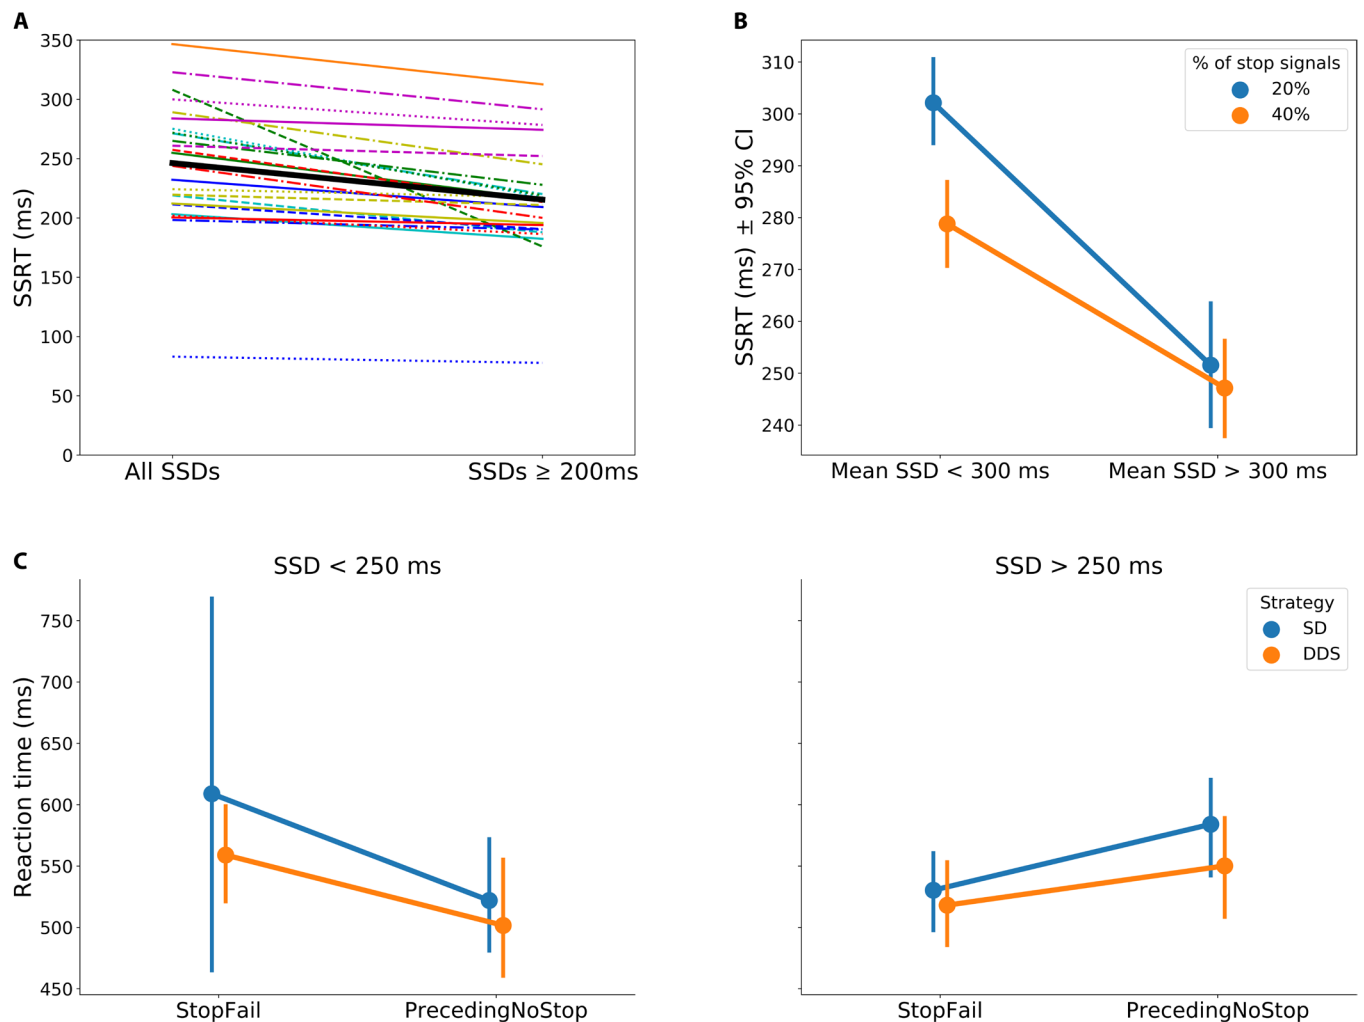 A
350
300
250
200
150
100
50
0
SSRT (ms)
All SSDs
SSDs ≥ 200ms
B
310
300
290
280
270
260
250
240
SSRT (ms) ± 95% CI
% of stop signals
20%
40%
Mean SSD < 300 ms
Mean SSD > 300 ms
C
SSD < 250 ms
750
700
650
600
550
500
450
Reaction time (ms)
StopFail
PrecedingNoStop
SSD > 250 ms
Strategy
SD
DDS
StopFail
PrecedingNoStop